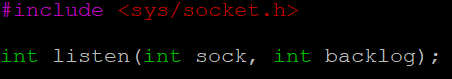 #include <sys/socket.h>
int listen(int sock, int backlog);